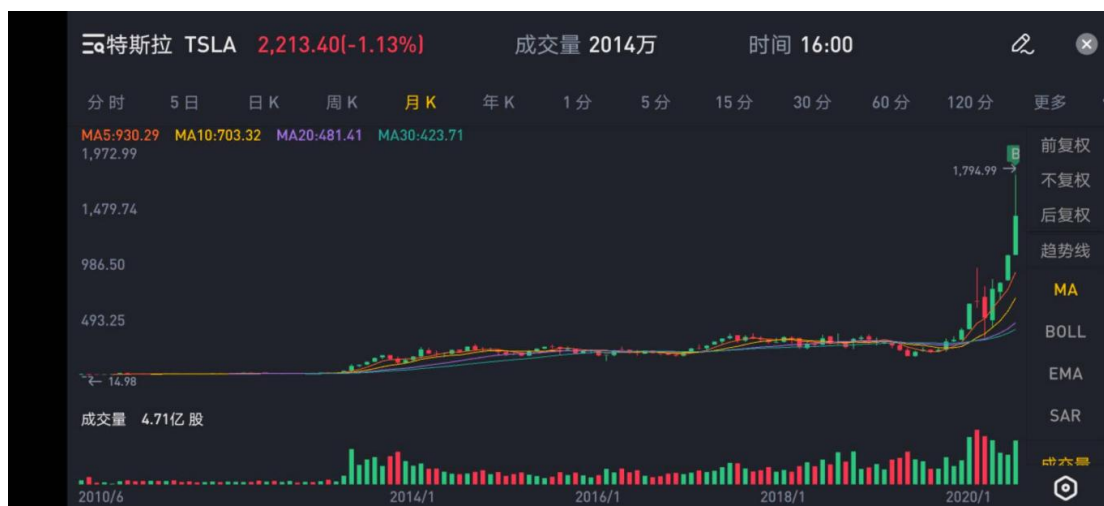 特斯拉 TSLA 2,213.40(-1.13%) 成交量 2014万 时间 16:00
分时 5日 日K 周K 月K 年K 1分 5分 15分 30分 60分 120分 更多
MA5:930.29 MA10:703.32 MA20:481.41 MA30:423.71
1,972.99
B
1,794.99
1,479.74
986.50
493.25
14.98
前复权
不复权
后复权
趋势线
MA
BOLL
EMA
SAR
成交量
成交量 4.71亿 股
2010/6 2014/1 2016/1 2018/1 2020/1